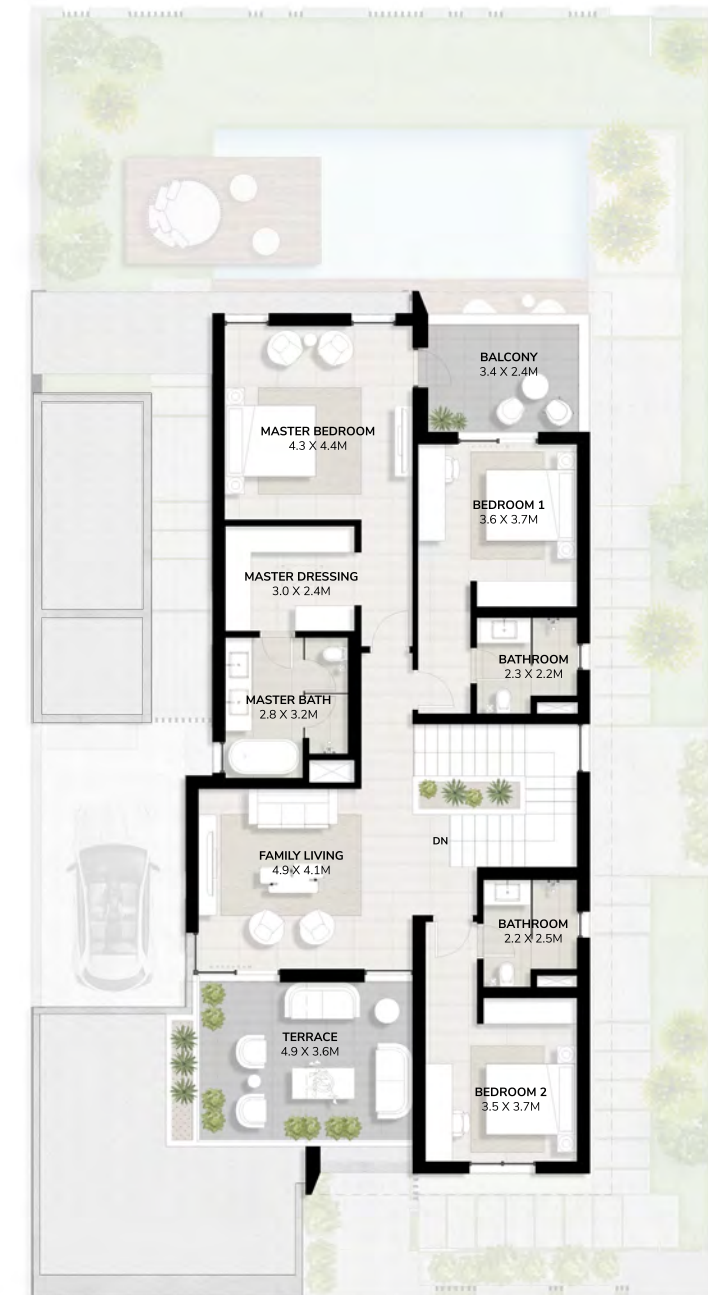 BALCONY
3.4 X 2.4M
MASTER BEDROOM
4.3 X 4.4M
BEDROOM 1
3.6 X 3.7M
MASTER DRESSING
3.0 X 2.4M
BATHROOM
2.3 X 2.2M
MASTER BATH
2.8 X 3.2M
DN
FAMILY LIVING
4.9 X 4.1M
BATHROOM
2.2 X 2.5M
TERRACE
4.9 X 3.6M
BEDROOM 2
3.5 X 3.7M